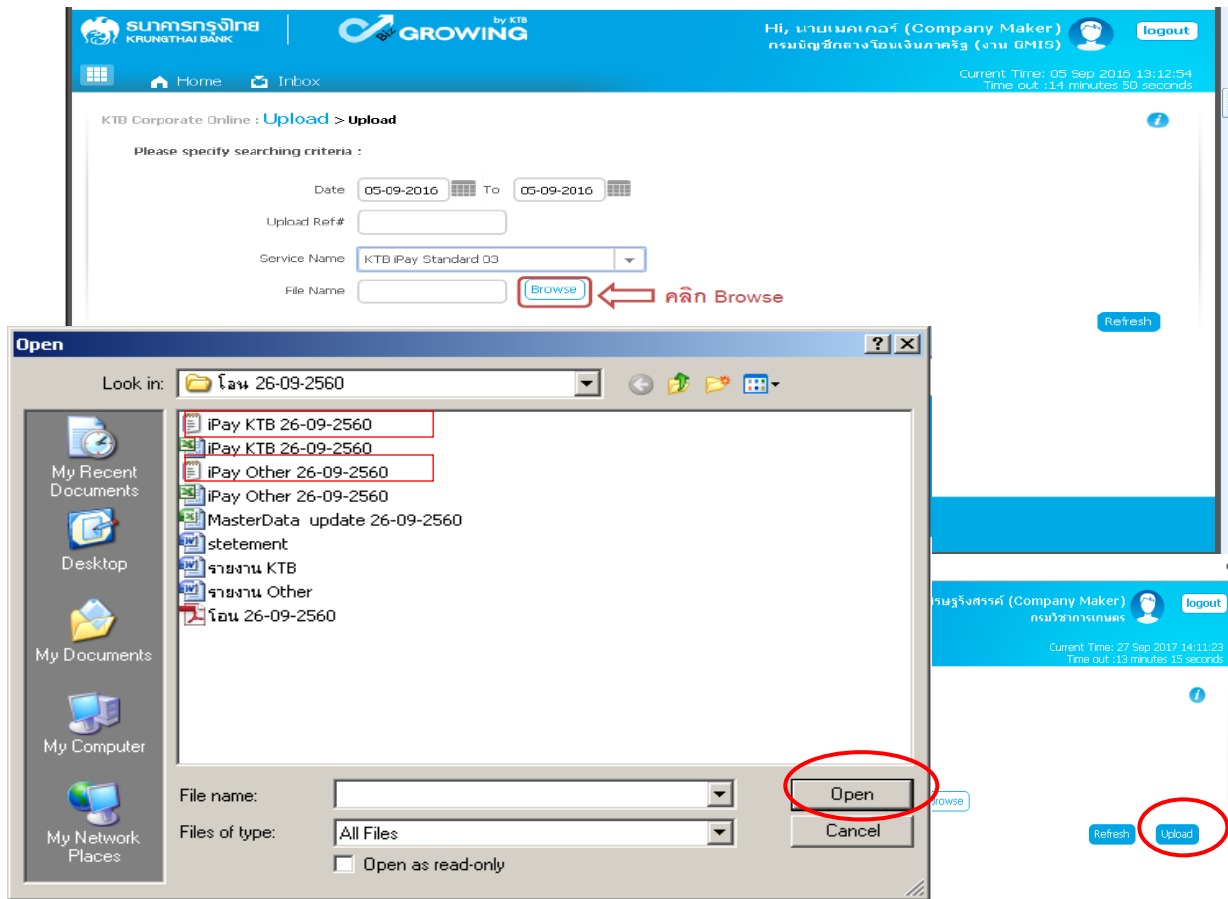 ธนาคารกรุงไทย
KRUNGTHAI BANK
Biz GROWING
by KTB
Hi, นายเมคเกอร์ (Company Maker)
กรมบัญชีกลางโอนเงินภาครัฐ (งาน GMIS)
logout
Home
Inbox
Current Time: 05 Sep 2016 13:12:54
Time out :14 minutes 50 seconds
KTB Corporate Online : Upload > Upload
Please specify searching criteria :
Date 05-09-2016 To 05-09-2016
Upload Ref#
Service Name KTB iPay Standard 03
File Name Browse คลิก Browse
Refresh
Open
Look in: โอน 26-09-2560
iPay KTB 26-09-2560
iPay KTB 26-09-2560
iPay Other 26-09-2560
iPay Other 26-09-2560
MasterData update 26-09-2560
stetement
รายงาน KTB
รายงาน Other
โอน 26-09-2560
My Recent
Documents
Desktop
My Documents
My Computer
My Network
Places
File name:
Open
Files of type: All Files
Cancel
Open as read-only
(Company Maker)
กรมวิชาการเกษตร
logout
Current Time: 27 Sep 2017 14:11:23
Time out :13 minutes 15 seconds
Browse
Refresh
Upload